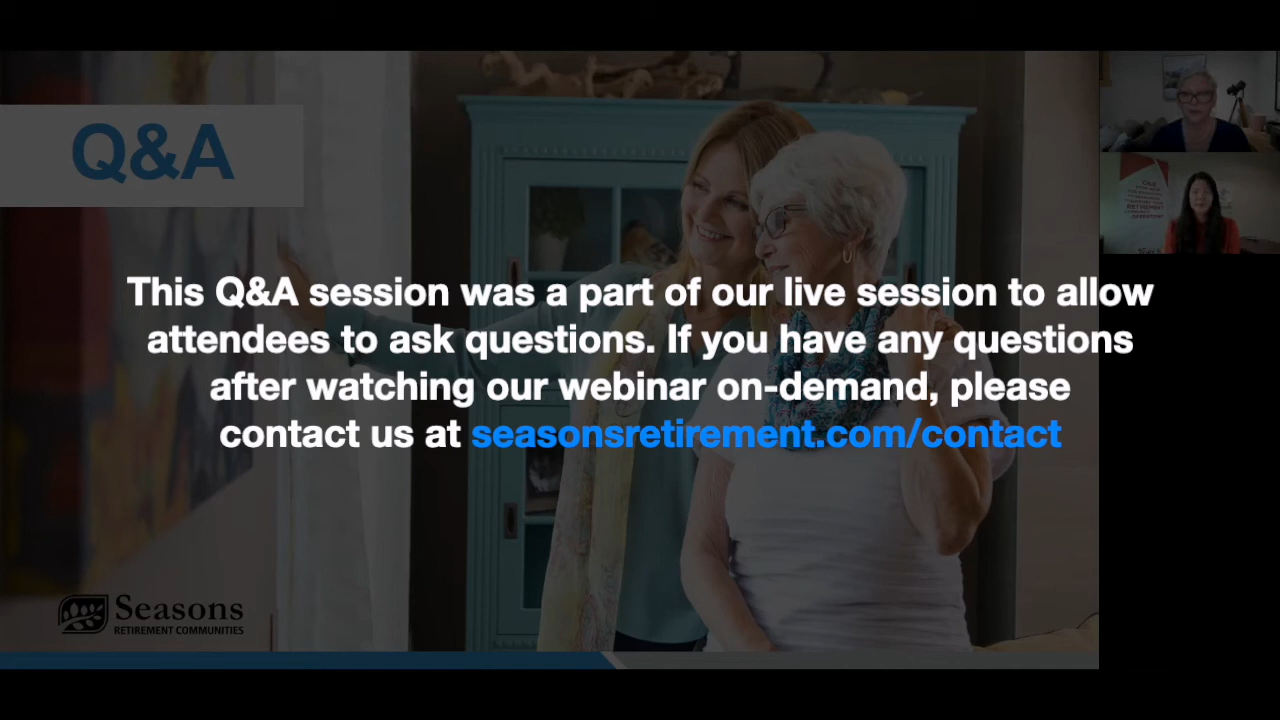 Q&A
This Q&A session was a part of our live session to allow
attendees to ask questions. If you have any questions
after watching our webinar on-demand, please
contact us at seasonsretirement.com/contact
Seasons
RETIREMENT COMMUNITIES
RETIREMENT